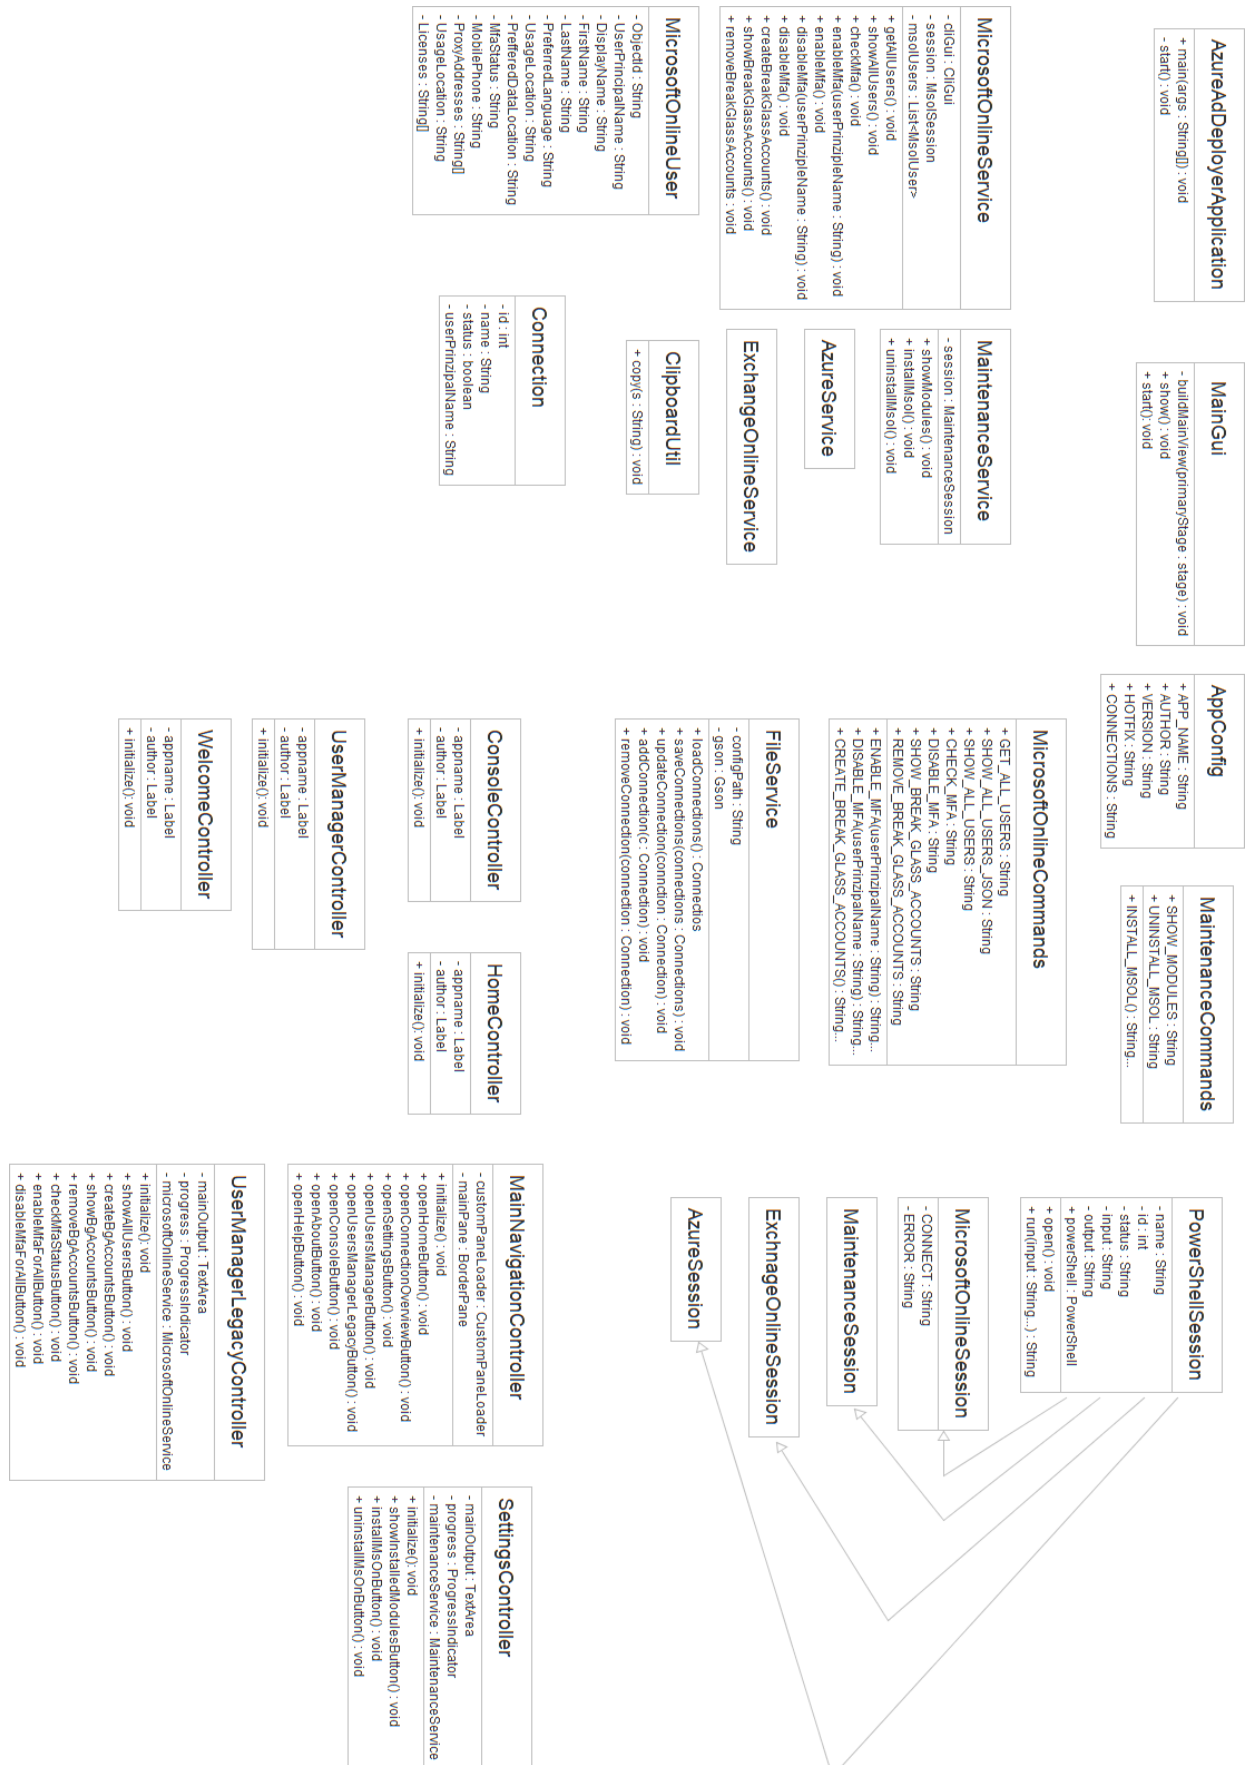 AzureAdDeployerApplication
+ main(args : String[]) : void
- start() : void
MainGui
- buildMainView(primaryStage : stage) : void
+ show() : void
+ start(): void
AppConfig
+ APP_NAME : String
+ AUTHOR : String
+ VERSION : String
+ HOTFIX : String
+ CONNECTIONS : String
MaintenanceCommands
+ SHOW_MODULES : String
+ UNINSTALL_MSOL : String
+ INSTALL_MSOL() : String...
PowerShellSession
- name : String
- id : int
- status : String
- input : String
- output : String
+ powerShell : PowerShell
+ open() : void
+ run(input : String...) : String
MicrosoftOnlineService
- cliGui : CliGui
- session : MsolSession
- msolUsers : List<MsolUser>
+ getAllUsers() : void
+ showAllUsers() : void
+ checkMfa() : void
+ enableMfa(userPrinzipleName : String) : void
+ enableMfa() : void
+ disableMfa(userPrinzipleName : String) : void
+ disableMfa() : void
+ createBreakGlassAccounts() : void
+ showBreakGlassAccounts() : void
+ removeBreakGlassAccounts : void
MaintenanceService
- session : MaintenanceSession
+ showModules() : void
+ installMsol() : void
+ uninstallMsol() : void
AzureService
ExchangeOnlineService
MicrosoftOnlineCommands
+ GET_ALL_USERS : String
+ SHOW_ALL_USERS_JSON : String
+ SHOW_ALL_USERS : String
+ CHECK_MFA : String
+ DISABLE_MFA : String
+ SHOW_BREAK_GLASS_ACCOUNTS : String
+ REMOVE_BREAK_GLASS_ACCOUNTS : String
+ ENABLE_MFA(userPrinzipalName : String) : String...
+ DISABLE_MFA(userPrinzipalName : String) : String...
+ CREATE_BREAK_GLASS_ACCOUNTS() : String...
MicrosoftOnlineSession
- CONNECT : String
- ERROR : String
MaintenanceSession
ExchnageOnlineSession
AzureSession
MicrosoftOnlineUser
- ObjectId : String
- UserPrincipalName : String
- DisplayName : String
- FirstName : String
- LastName : String
- PreferredLanguage : String
- UsageLocation : String
- PrefferedDataLocation : String
- MfaStatus : String
- MobilePhone : String
- ProxyAddresses : String[]
- UsageLocation : String
- Licenses : String[]
ClipboardUtil
+ copy(s : String) : void
Connection
- id : int
- name : String
- status : boolean
- userPrinzipalName : String
FileService
- configPath : String
- gson : Gson
+ loadConnections() : Connectios
+ saveConnections(connections : Connections) : void
+ updateConnection(connction : Connection) : void
+ addConnection(c : Connection) : void
+ removeConnection(connection : Connection) : void
ConsoleController
- appname : Label
- author : Label
+ initialize(): void
HomeController
- appname : Label
- author : Label
+ initialize(): void
MainNavigationController
- customPaneLoader : CustomPaneLoader
- mainPane : BorderPane
+ initialize() : void
+ openHomeButton() : void
+ openConnectionOverviewButton() : void
+ openSettingsButton() : void
+ openUsersManagerButton() : void
+ openUsersManagerLegacyButton() : void
+ openConsoleButton() : void
+ openAboutButton() : void
+ openHelpButton() : void
SettingsController
- mainOutput : TextArea
- progress : ProgressIndicator
- maintenanceService : MaintenanceService
+ initialize(): void
+ showInstalledModulesButton() : void
+ installMsOnButton() : void
+ uninstallMsOnButton() : void
UserManagerController
- appname : Label
- author : Label
+ initialize(): void
WelcomeController
- appname : Label
- author : Label
+ initialize(): void
UserManagerLegacyController
- mainOutput : TextArea
- progress : ProgressIndicator
- microsoftOnlineService : MicrosoftOnlineService
+ initialize(): void
+ showAllUsersButton() : void
+ createBgAccountsButton() : void
+ showBgAccountsButton() : void
+ removeBgAccountsButton() : void
+ checkMfaStatusButton() : void
+ enableMfaForAllButton() : void
+ disableMfaForAllButton() : void